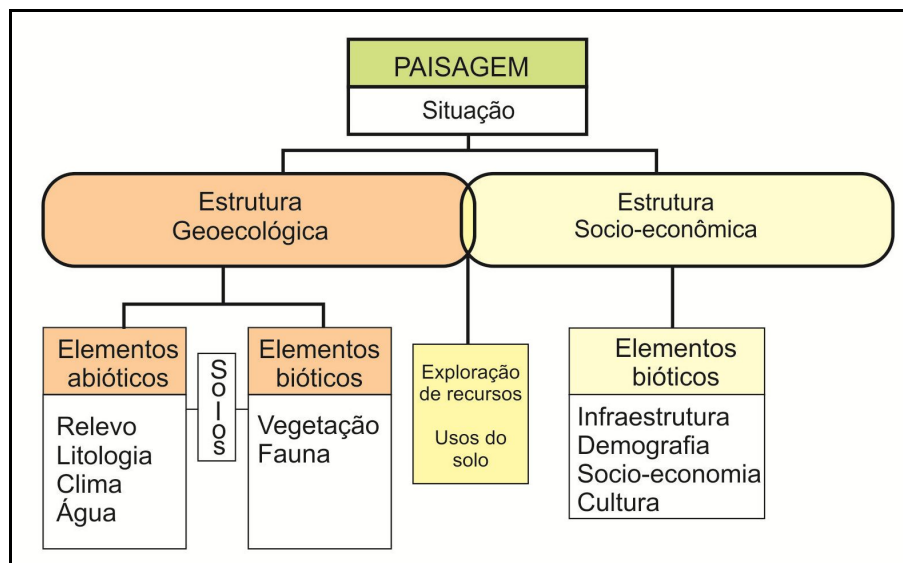 PAISAGEM
Situação
Estrutura
Geoecológica
Estrutura
Socio-econômica
Elementos
abióticos
Relevo
Litologia
Clima
Água
Solos
Elementos
bióticos
Vegetação
Fauna
Exploração
de recursos
Usos do
solo
Elementos
bióticos
Infraestrutura
Demografia
Socio-economia
Cultura